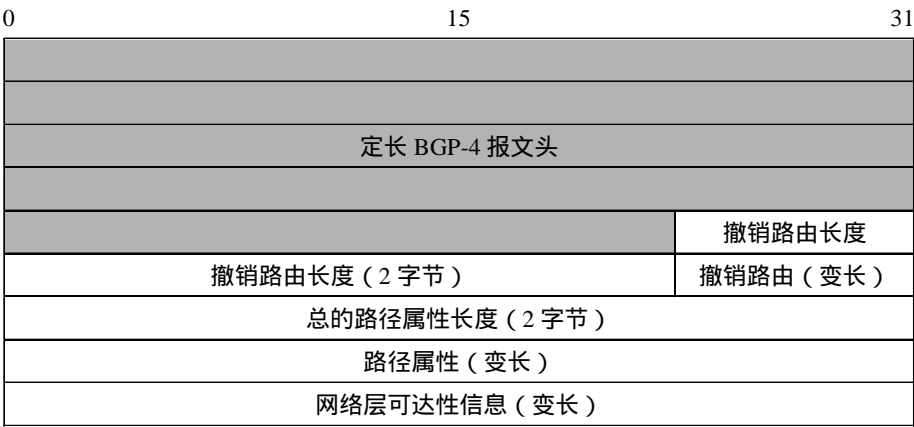 0 15 31
定长 BGP-4 报文头
撤销路由长度
撤销路由长度（2 字节） 撤销路由（变长）
总的路径属性长度（2 字节）
路径属性（变长）
网络层可达性信息（变长）